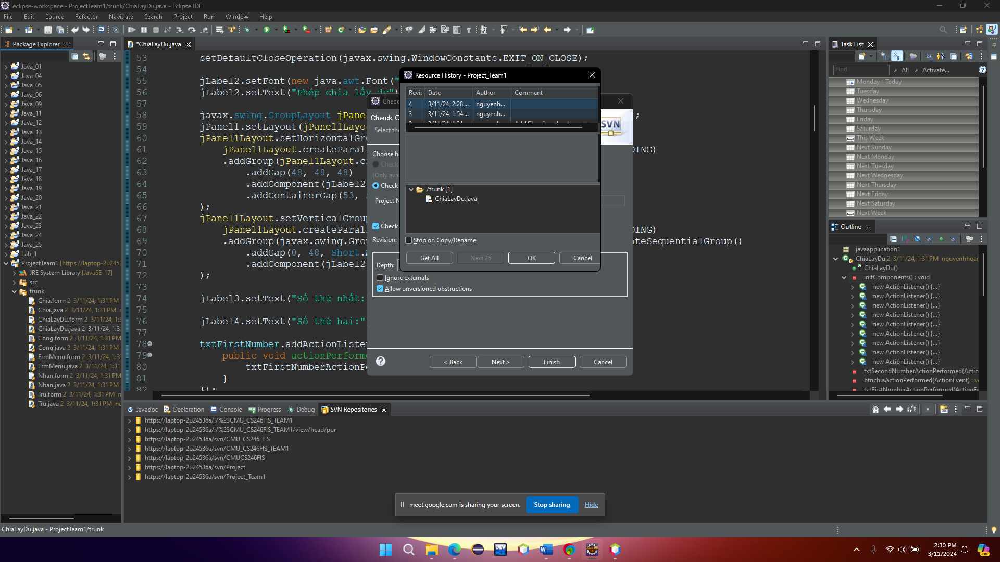 eclipse-workspace - ProjectTeam1/trunk/ChiaLayDu.java - Eclipse IDE
File Edit Source Refactor Navigate Search Project Run Window Help
Package Explorer
Java_01
Java_04
Java_05
Java_06
Java_09
Java_11
Java_12
Java_13
Java_14
Java_15
Java_16
Java_17
Java_18
Java_19
Java_20
Java_21
Java_22
Java_23
Java_24
Java_25
Lab_1
ProjectTeam1 [https://laptop-2u2453
JRE System Library [JavaSE-17]
src
trunk
Chia.form 2 3/11/24, 1:31 PM
Chia.java 2 3/11/24, 1:31 PM
ChiaLayDu.form 2 3/11/24, 1:3
ChiaLayDu.java 2 3/11/24, 1:3
Cong.form 2 3/11/24, 1:31 PM
Cong.java 2 3/11/24, 1:31 PM
FrmMenu.form 2 3/11/24, 1:3
FrmMenu.java 2 3/11/24, 1:3
Nhan.form 2 3/11/24, 1:31 PM
Nhan.java 2 3/11/24, 1:31 PM
Tru.form 2 3/11/24, 1:31 PM
Tru.java 2 3/11/24, 1:31 PM ng
*ChiaLayDu.java
53 setDefaultCloseOperation(javax.swing.WindowConstants.EXIT_ON_CLOSE);
54
55 jLabel2.setFont(new java.awt.Font("
56 jLabel2.setText("Phép chia lấy dư")
57
58 javax.swing.GroupLayout jPane ;
59 jPanel1.setLayout(jPanel1Layou
60 jPanel1Layout.setHorizontalGro
61 jPanel1Layout.createParal DING)
62 .addGroup(jPanel1Layout.c
63 .addGap(48, 48, 48)
64 .addComponent(jLabel2
65 .addContainerGap(53,
66 );
67 jPanel1Layout.setVerticalGroup
68 jPanel1Layout.createParal DING)
69 .addGroup(javax.swing.Grou ateSequentialGroup()
70 .addGap(0, 48, Short.
71 .addComponent(jLabel2
72 );
73
74 jLabel3.setText("Số thứ nhất:"
75
76 jLabel4.setText("Số thứ hai:")
77
78 txtFirstNumber.addActionListen
79 public void actionPerforme
80 txtFirstNumberActionPe
81 }
82 });
Resource History - Project_Team1
Revis Date Author Comment
4 3/11/24, 2:28 ... nguyenh...
3 3/11/24, 1:54 ... nguyenh...
/trunk [1]
ChiaLayDu.java
Stop on Copy/Rename
Get All Next 25 OK Cancel
Check
Check O
Select the
SVN
Choose ho
Check
(Only avai
Check
Project N
Check
Revision:
Depth:
Ignore externals
Allow unversioned obstructions
< Back Next > Finish Cancel
Task List
Find All Activate...
Monday - Today
Tuesday
Wednesday
Thursday
Friday
Saturday
This Week
Next Sunday
Next Monday
Next Tuesday
Next Wednesday
Next Thursday
Next Friday
Next Saturday
Next Week
Outline
javaapplication1
ChiaLayDu 2 3/11/24, 1:31 PM nguyenhhoan
ChiaLayDu()
initComponents() : void
new ActionListener() {...}
new ActionListener() {...}
new ActionListener() {...}
new ActionListener() {...}
new ActionListener() {...}
new ActionListener() {...}
new ActionListener() {...}
new ActionListener() {...}
new ActionListener() {...}
txtSecondNumberActionPerformed(Actio
btnchiaActionPerformed(ActionEvent) : v
txtFirstNumberActionPerformed(ActionEv
Javadoc Declaration Console Progress Debug SVN Repositories
https://laptop-2u24536a/!/%23CMU_CS246FIS_TEAM1
https://laptop-2u24536a/!/%23CMU_CS246FIS_TEAM1/view/head/pur
https://laptop-2u24536a/svn/CMU_CS246_FIS
https://laptop-2u24536a/svn/CMU_CS246FIS_TEAM1
https://laptop-2u24536a/svn/CMUCS246FIS
https://laptop-2u24536a/svn/Project
https://laptop-2u24536a/svn/Project_Team1
meet.google.com is sharing your screen. Stop sharing Hide
ChiaLayDu.java - ProjectTeam1/trunk
DEV
2:30 PM
3/11/2024
PRE